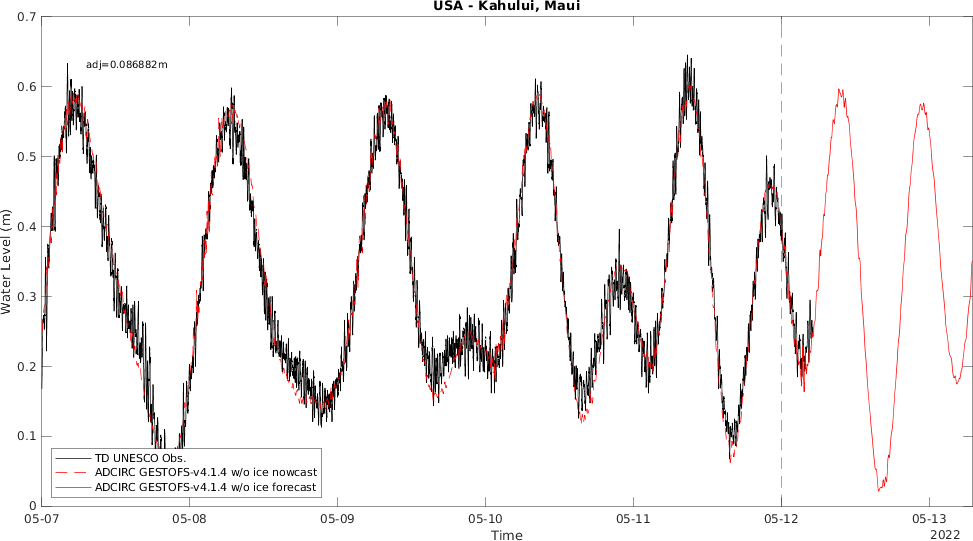 USA - Kahului, Maui
0.7
adj=0.086882m
0.6
0.5
0.4
Water Level (m)
0.3
0.2
0.1
TD UNESCO Obs.
ADCIRC GESTOFS-v4.1.4 w/o ice nowcast
ADCIRC GESTOFS-v4.1.4 w/o ice forecast
0
05-07 05-08 05-09 05-10 05-11 05-12 05-13
Time
2022